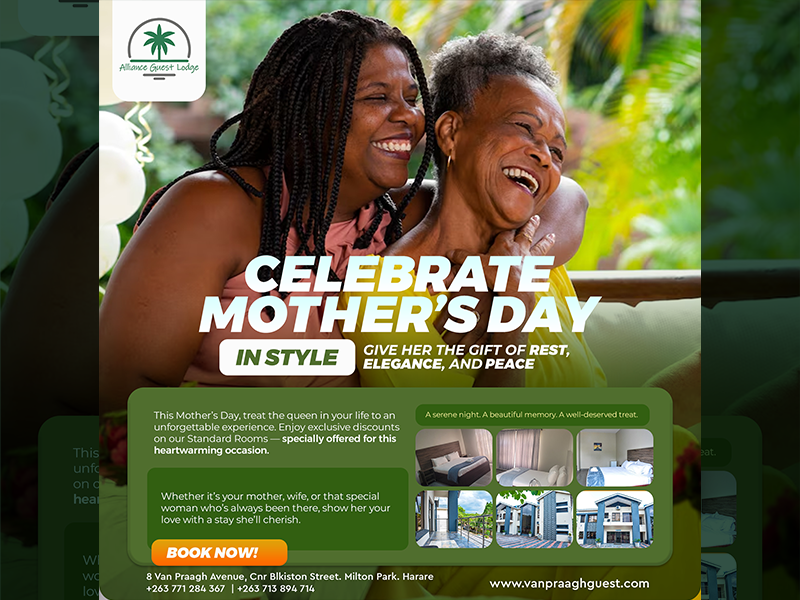 Alliance Guest Lodge
CELEBRATE
MOTHER'S DAY
IN STYLE
GIVE HER THE GIFT OF REST,
ELEGANCE, AND PEACE
This Mother's Day, treat the queen in your life to an
unforgettable experience. Enjoy exclusive discounts
on our Standard Rooms — specially offered for this
heartwarming occasion.
A serene night. A beautiful memory. A well-deserved treat.
Whether it's your mother, wife, or that special
woman who's always been there, show her your
love with a stay she'll cherish.
BOOK NOW!
8 Van Praagh Avenue, Cnr Blkiston Street. Milton Park. Harare
+263 771 284 367 | +263 713 894 714
www.vanpraaghguest.com